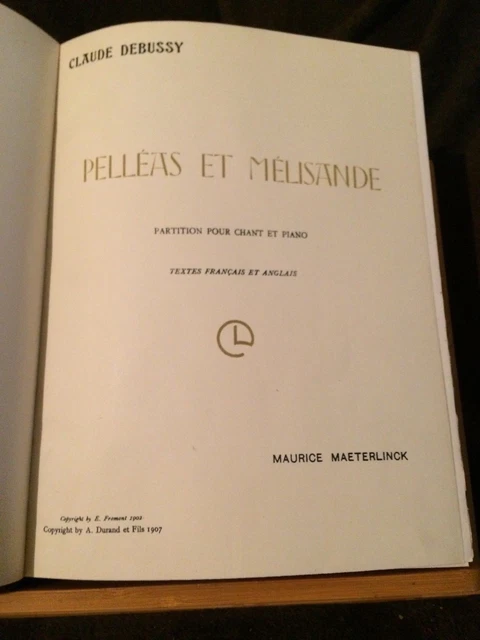 CLAUDE DEBUSSY
PELLÉAS ET MÉLISANDE
PARTITION POUR CHANT ET PIANO
TEXTES FRANÇAIS ET ANGLAIS
MAURICE MAETERLINCK
Copyright by E. Fromont 1902
Copyright by A. Durand et Fils 1907